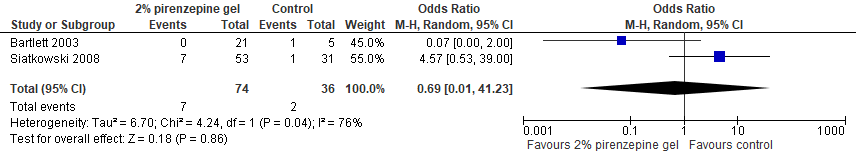 2% pirenzepine gel Control Odds Ratio Odds Ratio
Study or Subgroup Events Total Events Total Weight M-H, Random, 95% CI M-H, Random, 95% CI
Bartlett 2003 0 21 1 5 45.0% 0.07 [0.00, 2.00]
Siatkowski 2008 7 53 1 31 55.0% 4.57 [0.53, 39.00]
Total (95% CI) 74 36 100.0% 0.69 [0.01, 41.23]
Total events 7 2
Heterogeneity: Tau² = 6.70; Chi² = 4.24, df = 1 (P = 0.04); I² = 76%
Test for overall effect: Z = 0.18 (P = 0.86)
0.001 0.1 1 10 1000
Favours 2% pirenzepine gel Favours control